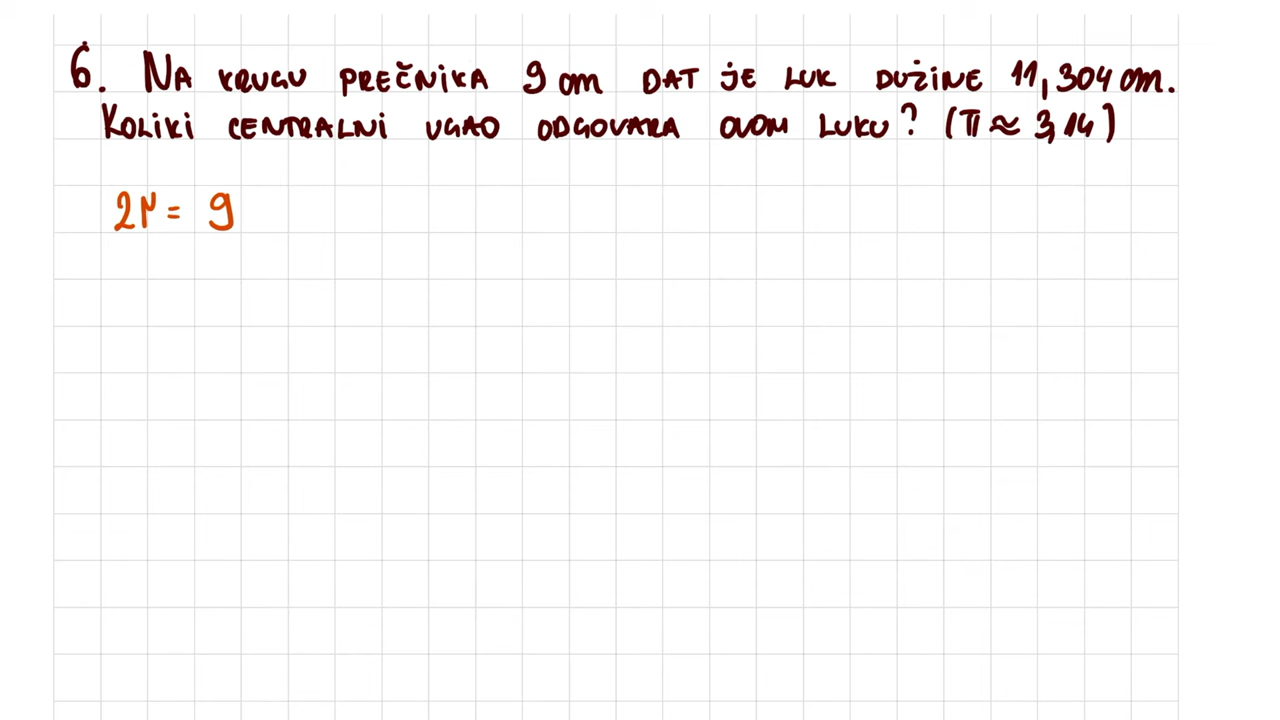 6. NA KRUGU PREČNIKA 9 cm DAT JE LUK DUŽINE 11,304 cm.
KOLIKI CENTRALNI UGAO ODGOVARA OVOM LUKU? (π ≈ 3,14)
2r = 9